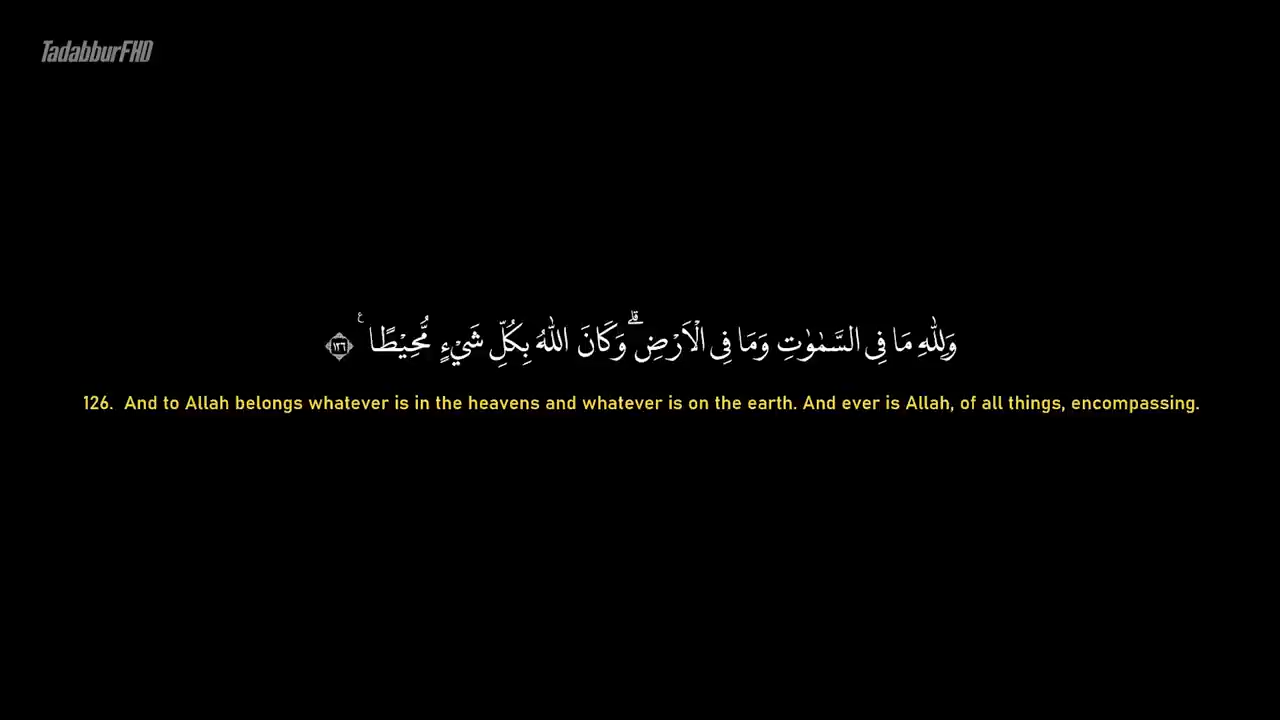 TadabburFHD
وَلِلّٰهِ مَا فِى السَّمٰوٰتِ وَمَا فِى الْاَرْضِۗ وَكَانَ اللّٰهُ بِكُلِّ شَيْءٍ مُّحِيْطًا ࣖ ١٢٦
126. And to Allah belongs whatever is in the heavens and whatever is on the earth. And ever is Allah, of all things, encompassing.